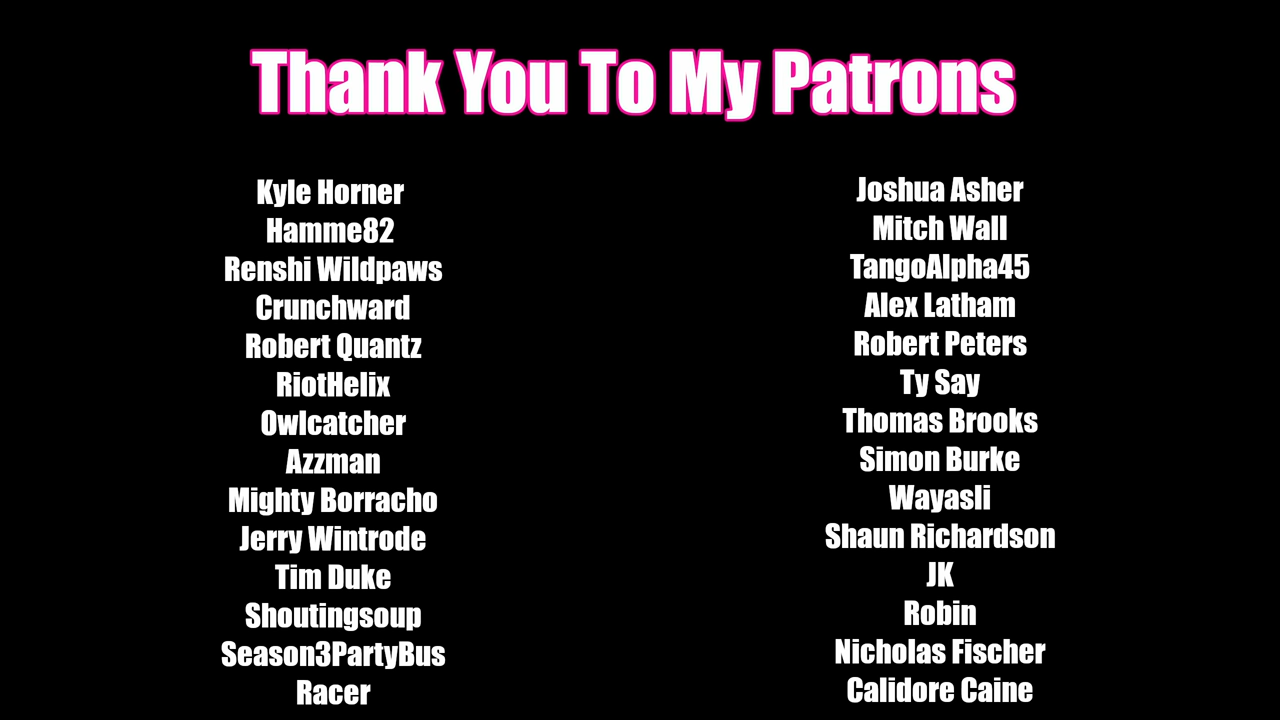 Thank You To My Patrons
Kyle Horner
Hamme82
Renshi Wildpaws
Crunchward
Robert Quantz
RiotHelix
Owlcatcher
Azzman
Mighty Borracho
Jerry Wintrode
Tim Duke
Shoutingsoup
Season3PartyBus
Racer
Joshua Asher
Mitch Wall
TangoAlpha45
Alex Latham
Robert Peters
Ty Say
Thomas Brooks
Simon Burke
Wayasli
Shaun Richardson
JK
Robin
Nicholas Fischer
Calidore Caine